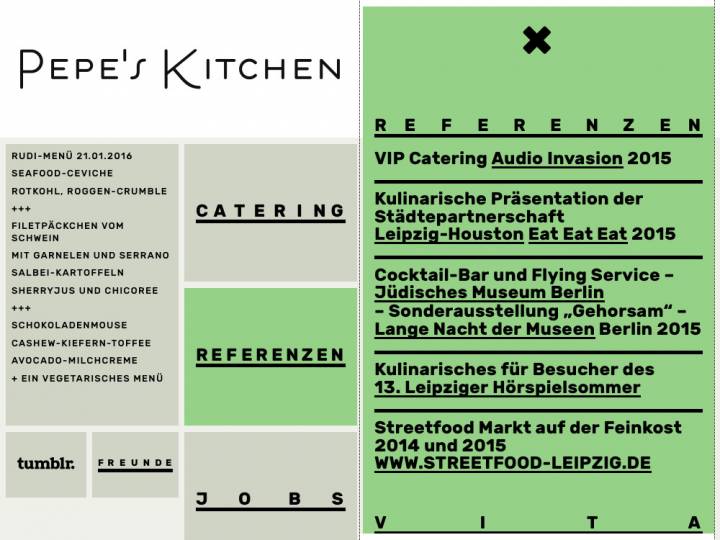 PEPE'S KITCHEN
RUDI-MENÜ 21.01.2016
SEAFOOD-CEVICHE
ROTKOHL, ROGGEN-CRUMBLE
+++
FILETPÄCKCHEN VOM
SCHWEIN
MIT GARNELEN UND SERRANO
SALBEI-KARTOFFELN
SHERRYJUS UND CHICOREE
+++
SCHOKOLADENMOUSE
CASHEW-KIEFERN-TOFFEE
AVOCADO-MILCHCREME
+ EIN VEGETARISCHES MENÜ
tumblr.
FREUNDE
CATERING
REFERENZEN
JOBS
REFERENZEN
VIP Catering Audio Invasion 2015
Kulinarische Präsentation der
Städtepartnerschaft
Leipzig-Houston Eat Eat Eat 2015
Cocktail-Bar und Flying Service –
Jüdisches Museum Berlin
– Sonderausstellung „Gehorsam“ –
Lange Nacht der Museen Berlin 2015
Kulinarisches für Besucher des
13. Leipziger Hörspielsommer
Streetfood Markt auf der Feinkost
2014 und 2015
WWW.STREETFOOD-LEIPZIG.DE
VITA